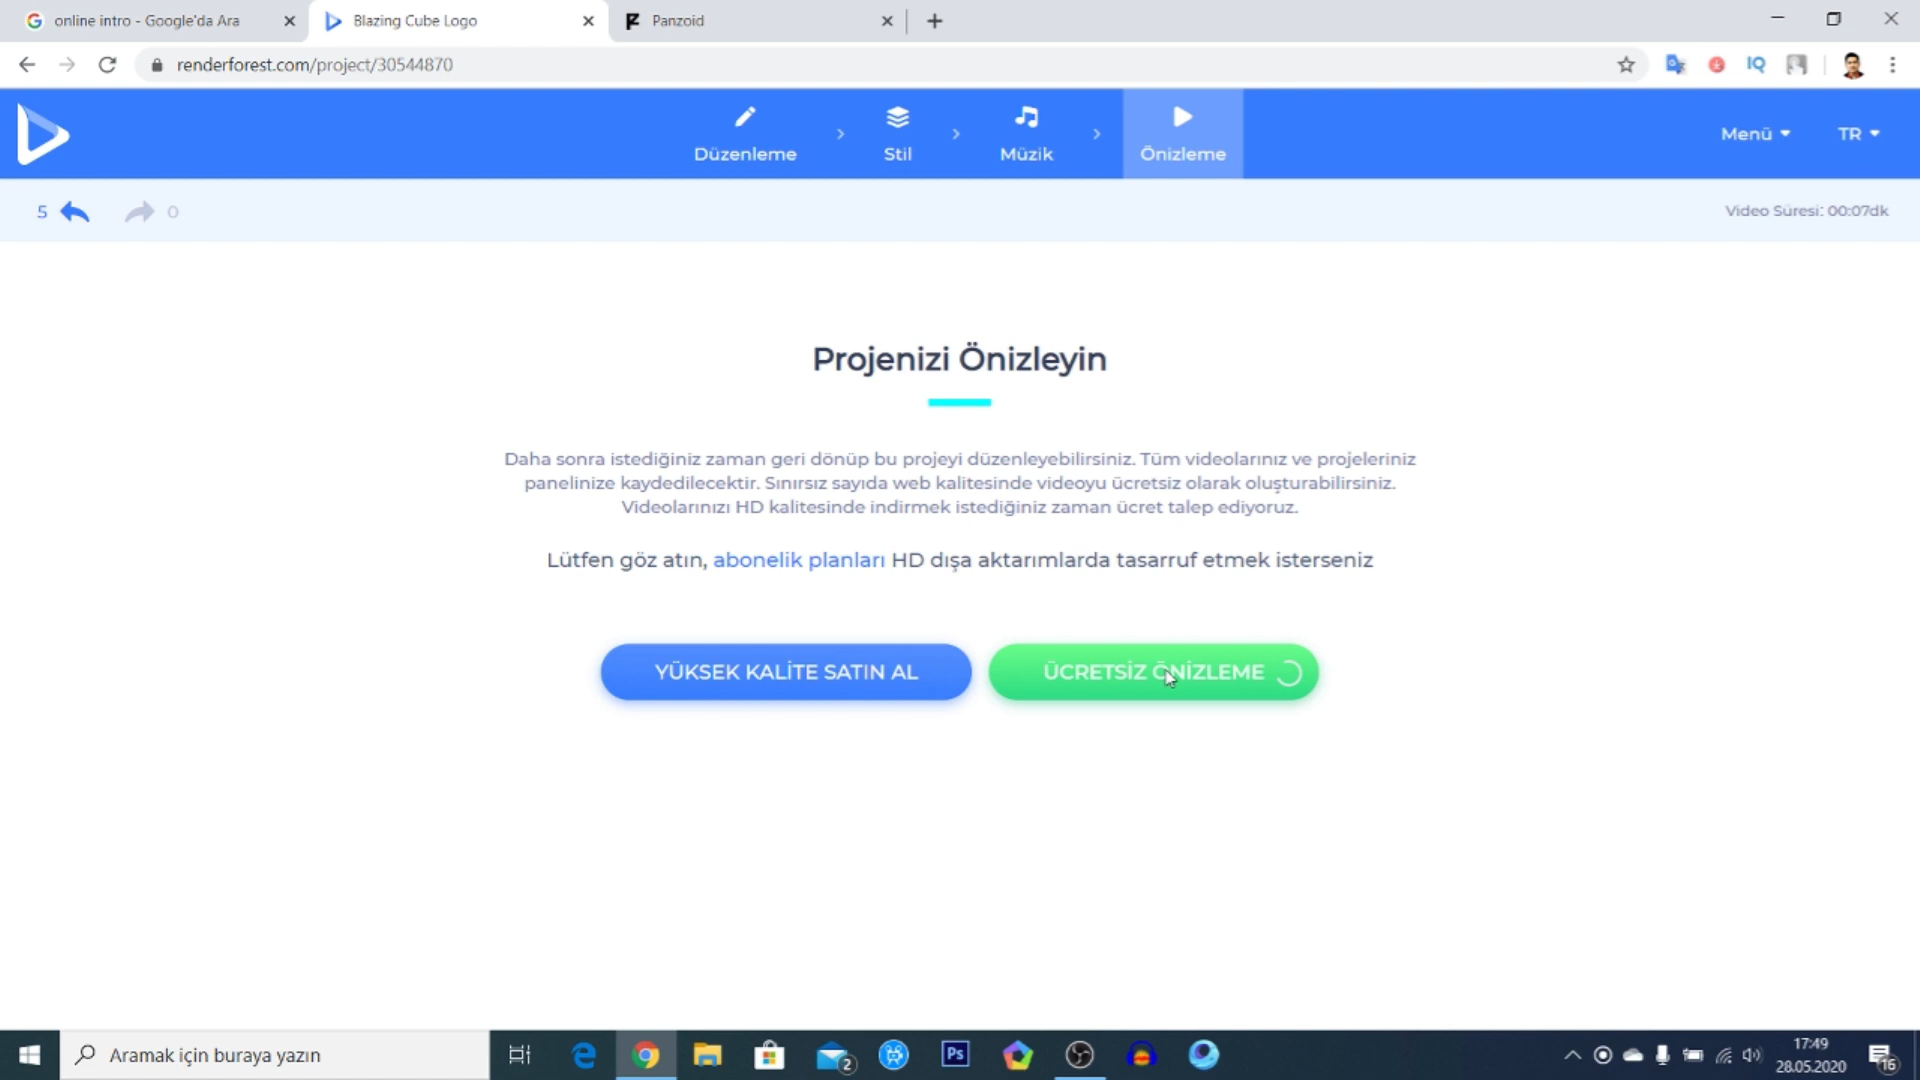 online intro - Google'da Ara
Blazing Cube Logo
Panzoid
renderforest.com/project/30544870
IQ
Düzenleme
Stil
Müzik
Önizleme
Menü
TR
5
0
Video Süresi: 00:07dk
Projenizi Önizleyin
Daha sonra istediğiniz zaman geri dönüp bu projeyi düzenleyebilirsiniz. Tüm videolarınız ve projeleriniz
panelinize kaydedilecektir. Sınırsız sayıda web kalitesinde videoyu ücretsiz olarak oluşturabilirsiniz.
Videolarınızı HD kalitesinde indirmek istediğiniz zaman ücret talep ediyoruz.
Lütfen göz atın, abonelik planları HD dışa aktarımlarda tasarruf etmek isterseniz
YÜKSEK KALİTE SATIN AL
ÜCRETSİZ ÖNİZLEME
Aramak için buraya yazın
2
Ps
17:49
28.05.2020
16